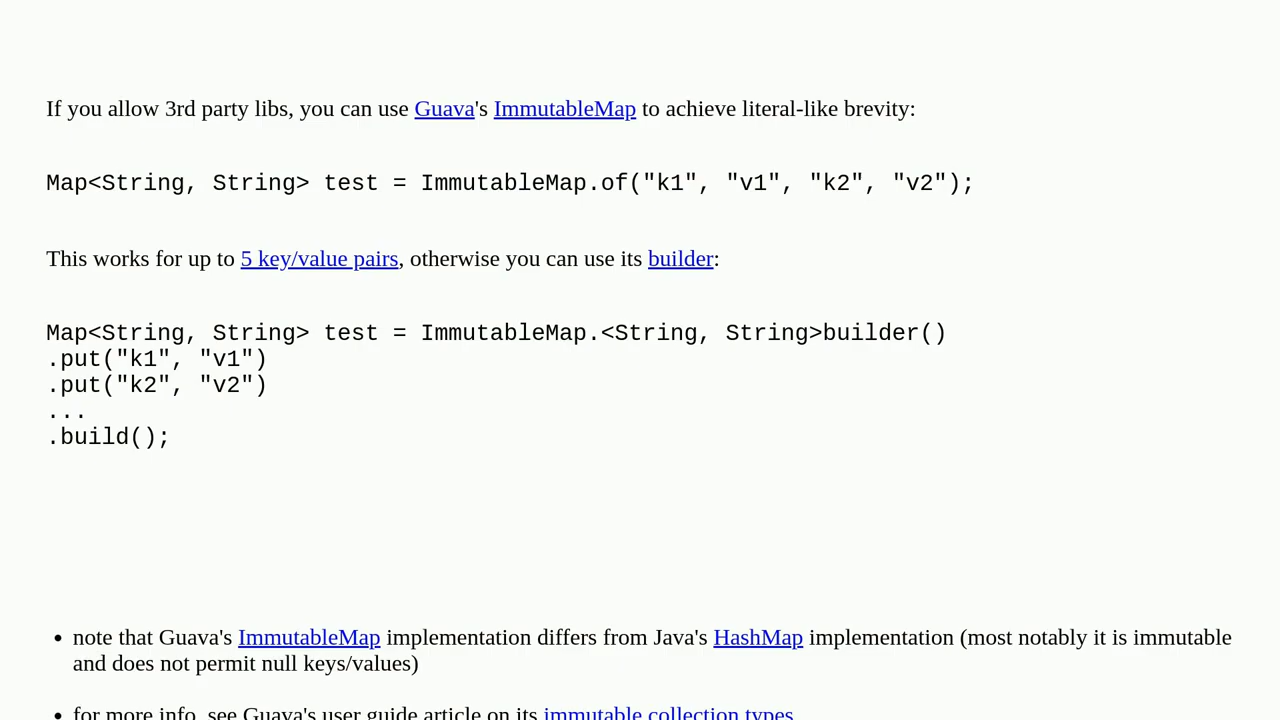 If you allow 3rd party libs, you can use Guava's ImmutableMap to achieve literal-like brevity:
Map<String, String> test = ImmutableMap.of("k1", "v1", "k2", "v2");
This works for up to 5 key/value pairs, otherwise you can use its builder:
Map<String, String> test = ImmutableMap.<String, String>builder()
.put("k1", "v1")
.put("k2", "v2")
...
.build();
• note that Guava's ImmutableMap implementation differs from Java's HashMap implementation (most notably it is immutable
and does not permit null keys/values)
• for more info, see Guava's user guide article on its immutable collection types